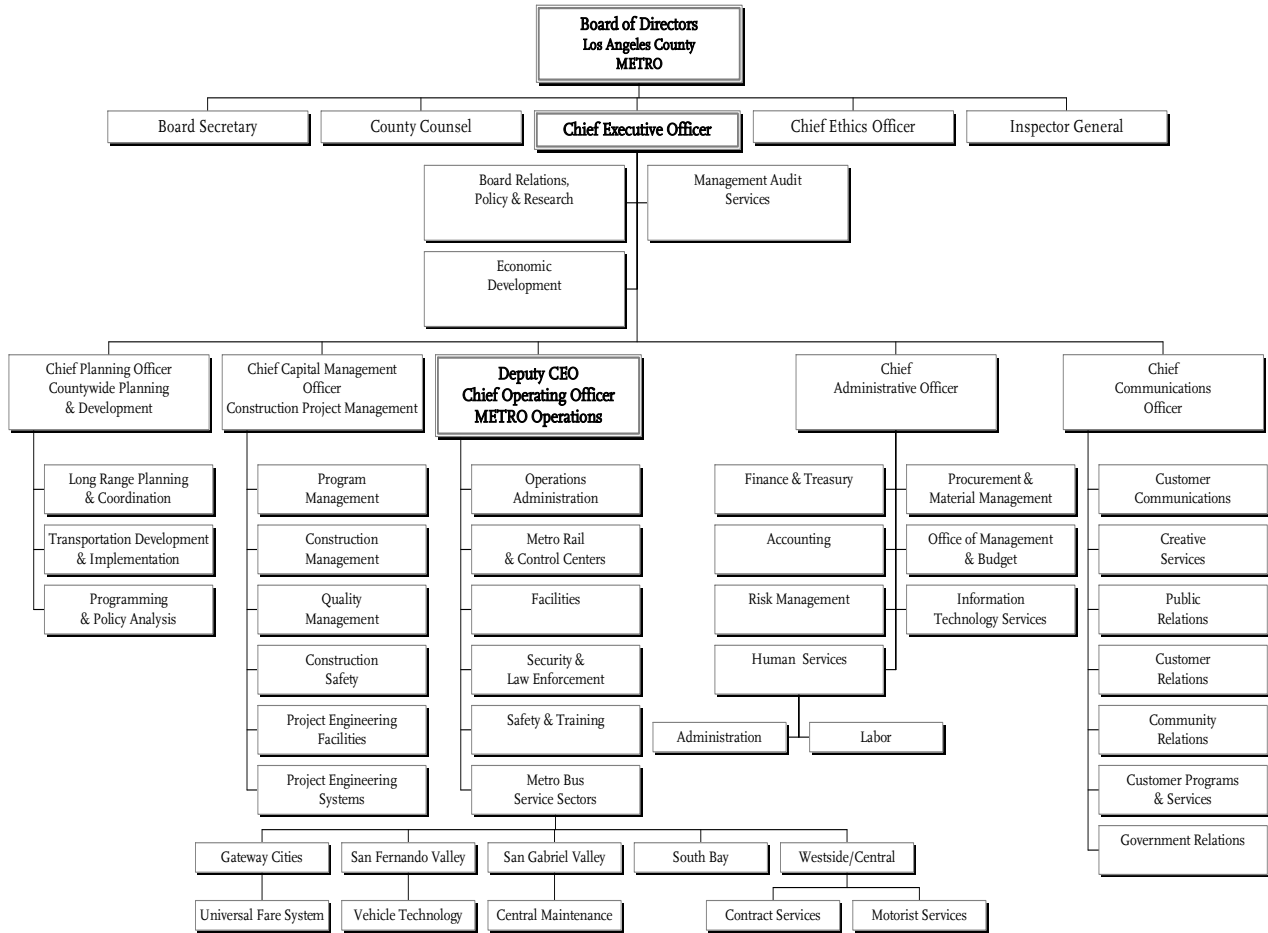 Board of Directors
Los Angeles County
METRO
Board Secretary
County Counsel
Chief Executive Officer
Chief Ethics Officer
Inspector General
Board Relations,
Policy & Research
Management Audit
Services
Economic
Development
Chief Planning Officer
Countywide Planning
& Development
Chief Capital Management
Officer
Construction Project Management
Deputy CEO
Chief Operating Officer
METRO Operations
Chief
Administrative Officer
Chief
Communications
Officer
Long Range Planning
& Coordination
Transportation Development
& Implementation
Programming
& Policy Analysis
Program
Management
Construction
Management
Quality
Management
Construction
Safety
Project Engineering
Facilities
Project Engineering
Systems
Operations
Administration
Metro Rail
& Control Centers
Facilities
Security &
Law Enforcement
Safety & Training
Metro Bus
Service Sectors
Finance & Treasury
Accounting
Risk Management
Human Services
Procurement &
Material Management
Office of Management
& Budget
Information
Technology Services
Administration
Labor
Customer
Communications
Creative
Services
Public
Relations
Customer
Relations
Community
Relations
Customer Programs
& Services
Government Relations
Gateway Cities
San Fernando Valley
San Gabriel Valley
South Bay
Westside/Central
Universal Fare System
Vehicle Technology
Central Maintenance
Contract Services
Motorist Services